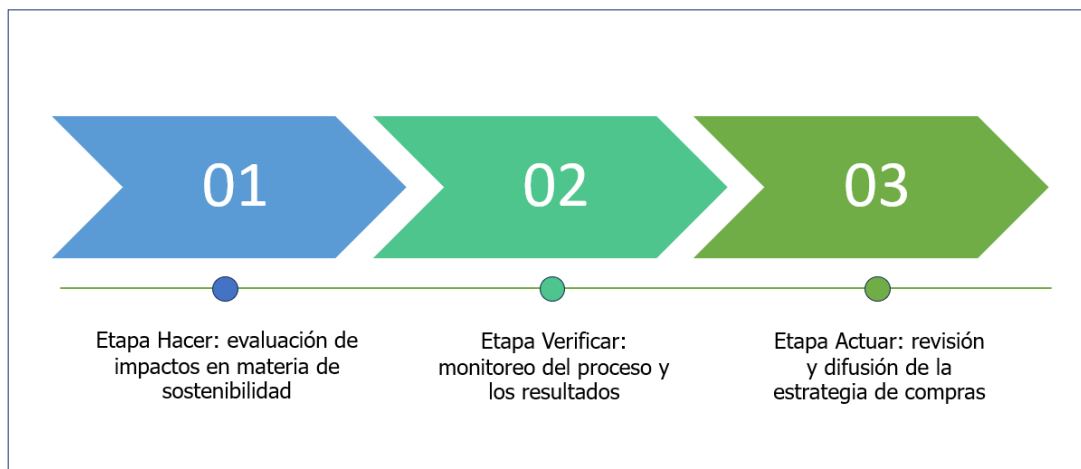 01
02
03
Etapa Hacer: evaluación de
impactos en materia de
sostenibilidad
Etapa Verificar:
monitoreo del proceso y
los resultados
Etapa Actuar: revisión
y difusión de la
estrategia de compras